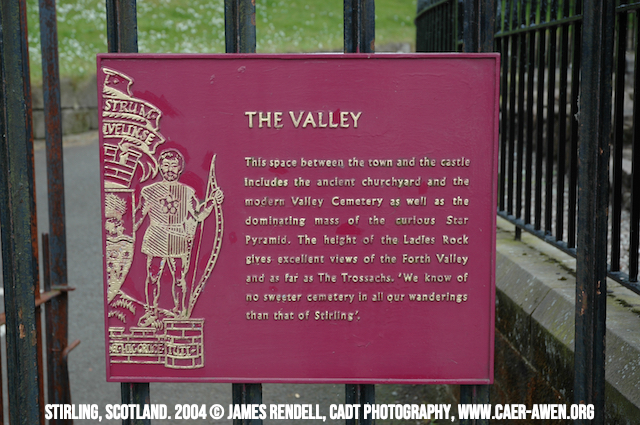 STRUM
IVELINSE
THE VALLEY
This space between the town and the castle
includes the ancient churchyard and the
modern Valley Cemetery as well as the
dominating mass of the curious Star
Pyramid. The height of the Ladies Rock
gives excellent views of the Forth Valley
and as far as The Trossachs. 'We know of
no sweeter cemetery in all our wanderings
than that of Stirling'.
STIRLING, SCOTLAND. 2004 © JAMES RENDELL, CADT PHOTOGRAPHY, WWW.CAER-AWEN.ORG